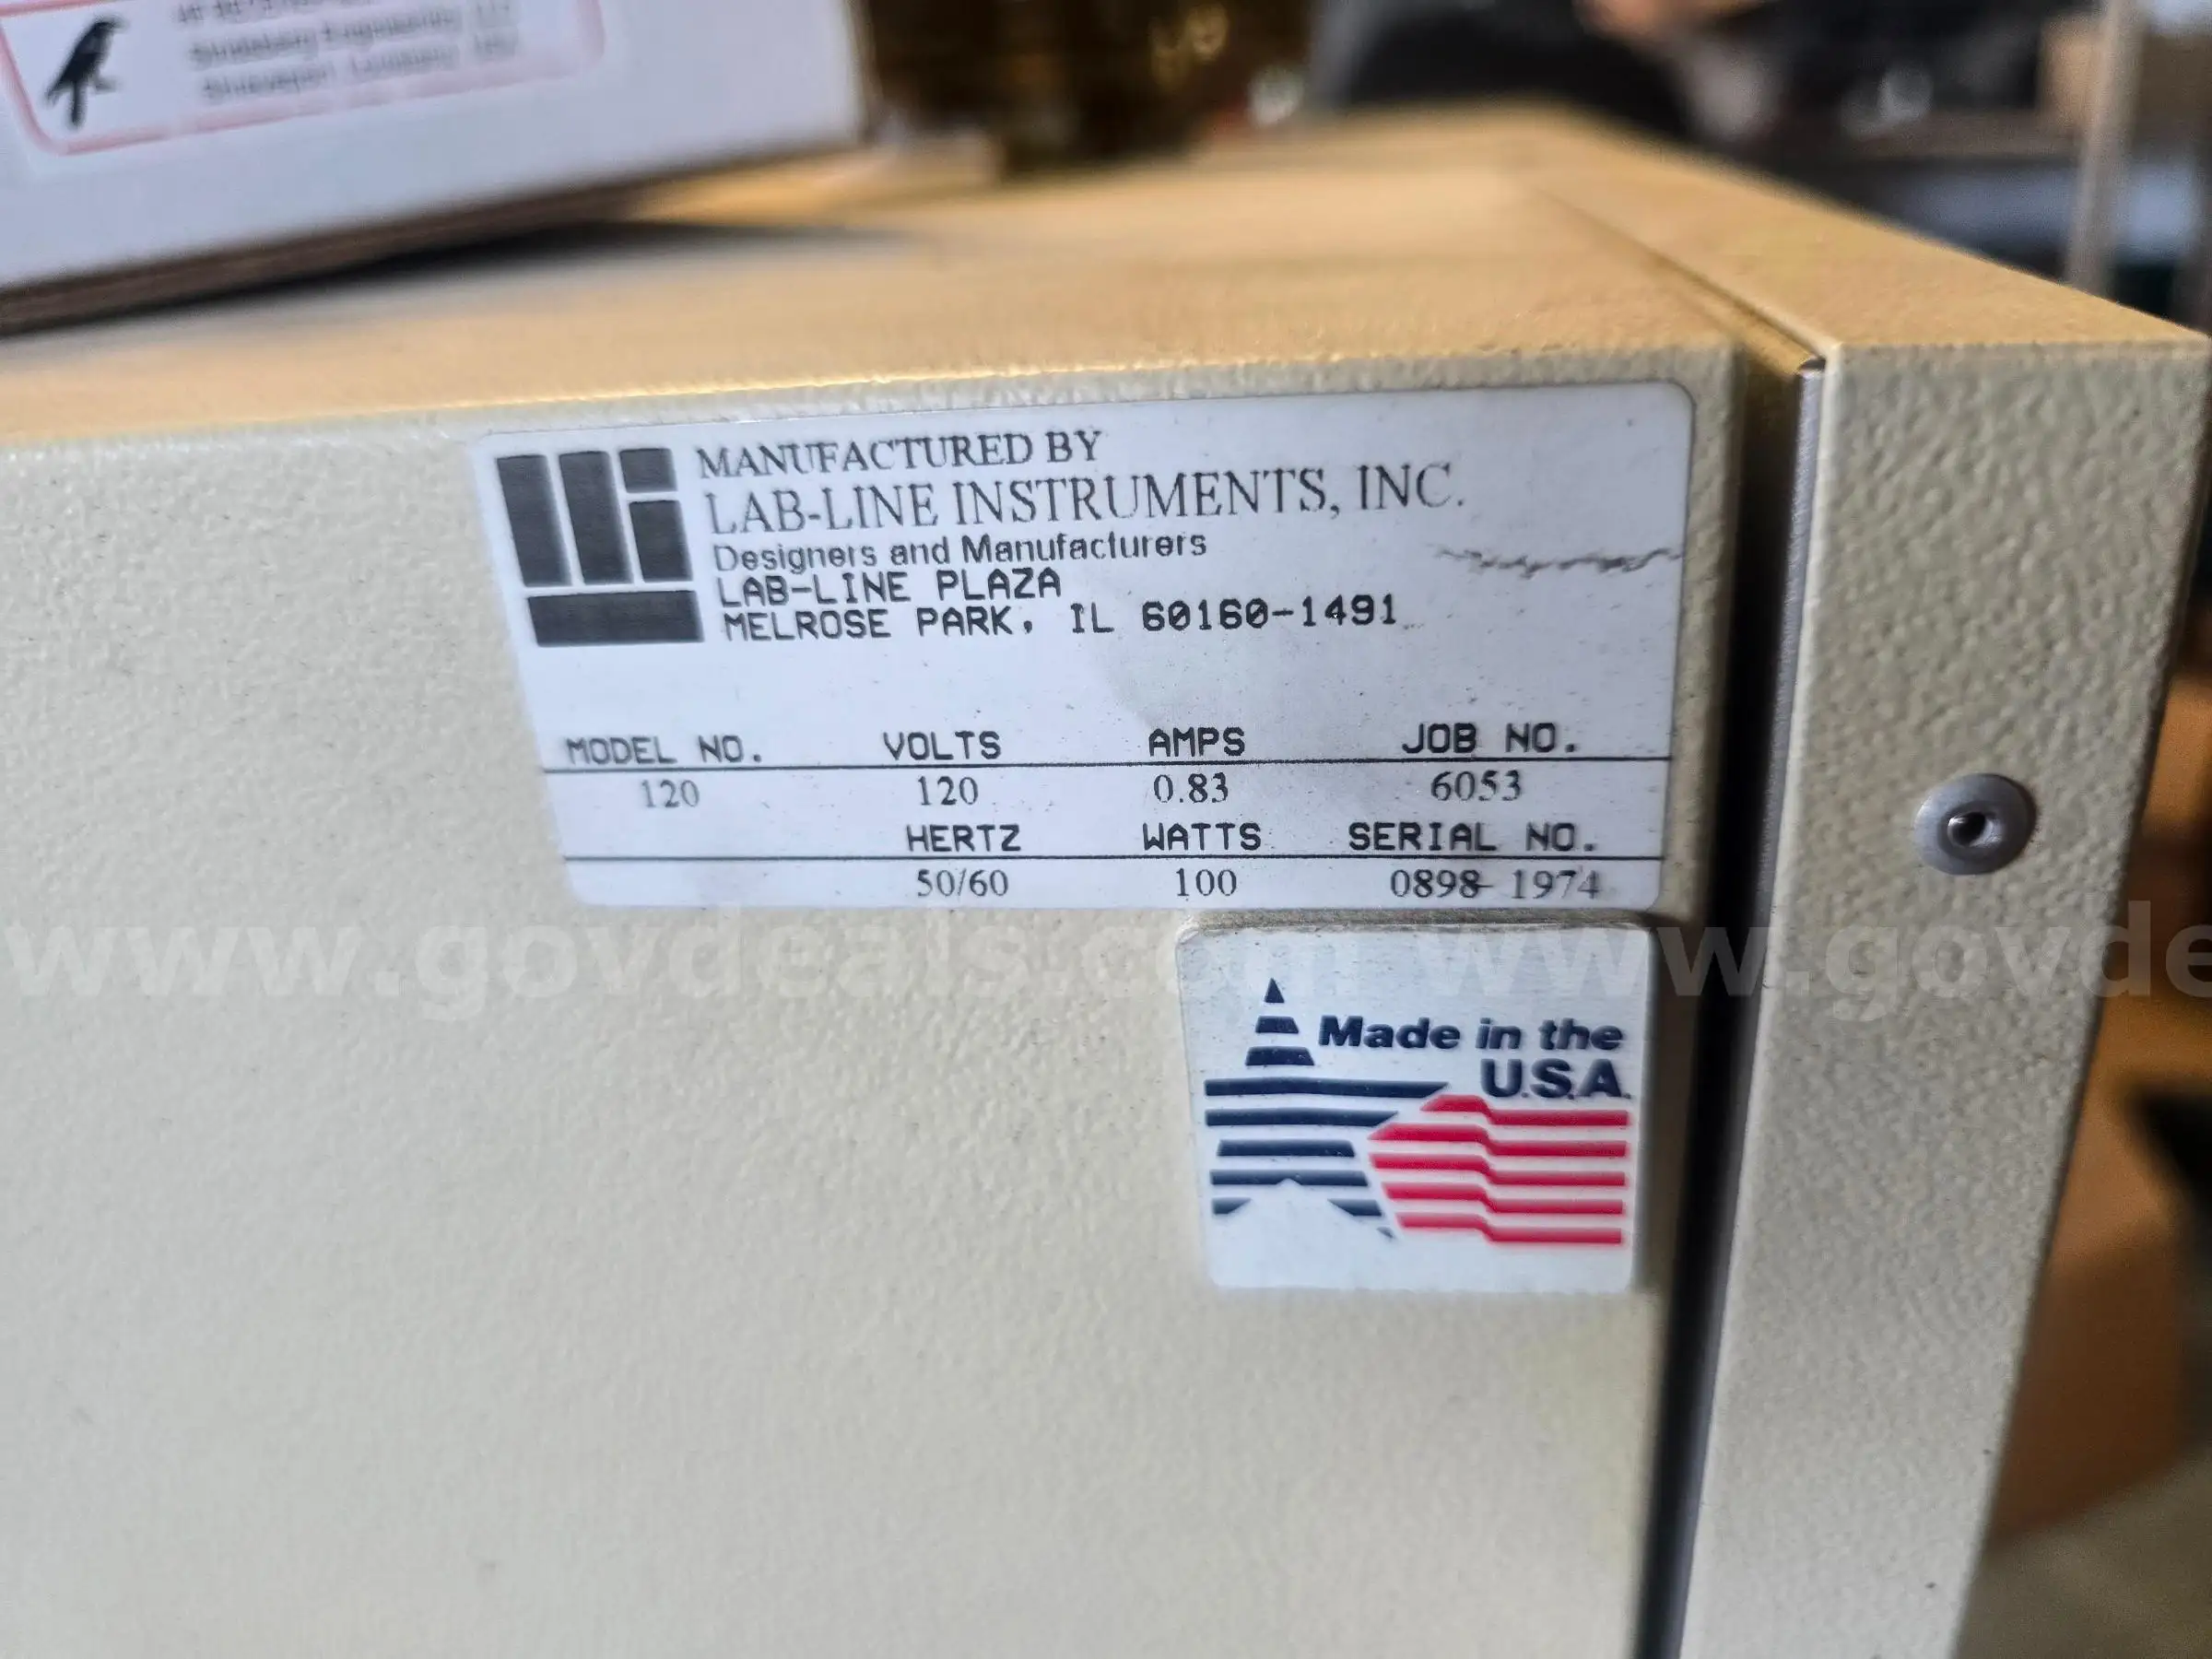 MANUFACTURED BY
LAB-LINE INSTRUMENTS, INC.
Designers and Manufacturers
LAB-LINE PLAZA
MELROSE PARK, IL 60160-1491
MODEL NO. VOLTS AMPS JOB NO.
120 120 0.83 6053
HERTZ WATTS SERIAL NO.
50/60 100 0898-1974
www.govdeals.com www.govde
Made in the
U.S.A.